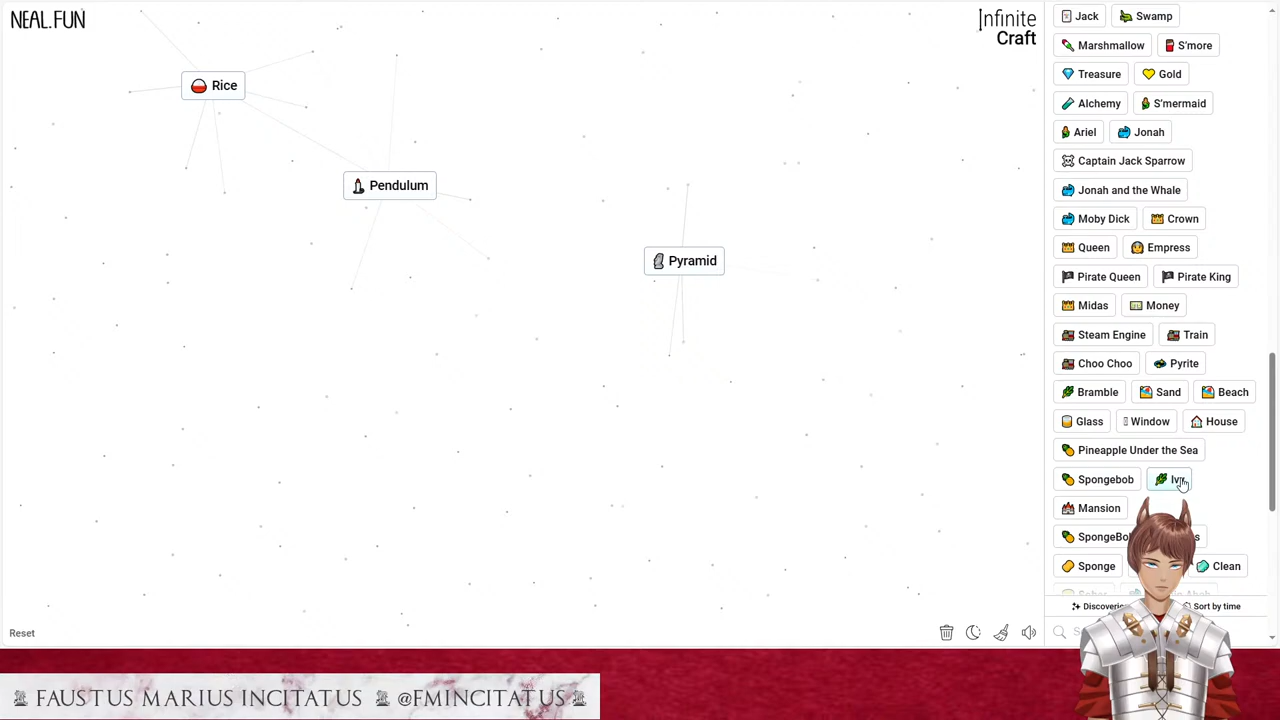 NEAL.FUN
Infinite
Craft
Rice
Pendulum
Pyramid
Reset
Jack Swamp
Marshmallow S'more
Treasure Gold
Alchemy S'mermaid
Ariel Jonah
Captain Jack Sparrow
Jonah and the Whale
Moby Dick Crown
Queen Empress
Pirate Queen Pirate King
Midas Money
Steam Engine Train
Choo Choo Pyrite
Bramble Sand Beach
Glass Window House
Pineapple Under the Sea
Spongebob
Mansion
Sponge Clean
Sort by time
FAUSTUS MARIUS INCITATUS @FMINCITATUS